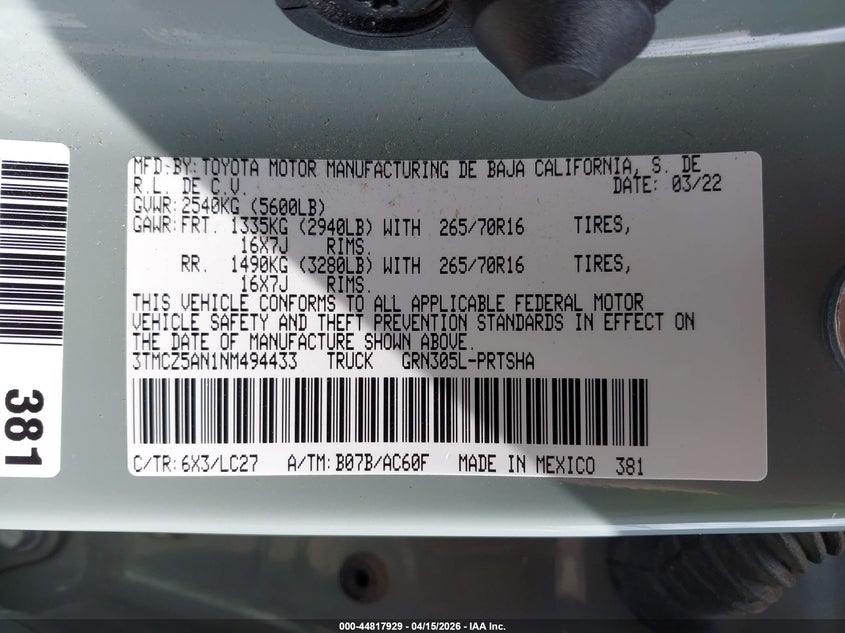 MFD.BY: TOYOTA MOTOR MANUFACTURING DE BAJA CALIFORNIA, S. DE
R.L. DE C.V. DATE: 03/22
GVWR: 2540KG (5600LB)
GAWR: FRT. 1335KG (2940LB) WITH 265/70R16 TIRES,
16X7J RIMS.
RR. 1490KG (3280LB) WITH 265/70R16 TIRES,
16X7J RIMS.
THIS VEHICLE CONFORMS TO ALL APPLICABLE FEDERAL MOTOR
VEHICLE SAFETY AND THEFT PREVENTION STANDARDS IN EFFECT ON
THE DATE OF MANUFACTURE SHOWN ABOVE.
3TMCZ5AN1NM494433 TRUCK GRN305L-PRTSHA
C/TR: 6X3/LC27 A/TM: B07B/AC60F MADE IN MEXICO 381
381
000-44817929 - 04/15/2026 - IAA Inc.